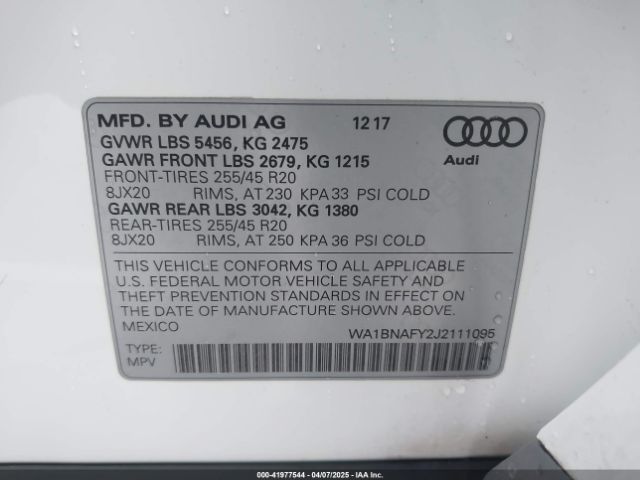 MFD. BY AUDI AG 12 17
GVWR LBS 5456, KG 2475
GAWR FRONT LBS 2679, KG 1215
FRONT-TIRES 255/45 R20
8JX20 RIMS, AT 230 KPA 33 PSI COLD
GAWR REAR LBS 3042, KG 1380
REAR-TIRES 255/45 R20
8JX20 RIMS, AT 250 KPA 36 PSI COLD
Audi
THIS VEHICLE CONFORMS TO ALL APPLICABLE
U.S. FEDERAL MOTOR VEHICLE SAFETY AND
THEFT PREVENTION STANDARDS IN EFFECT ON
THE DATE OF MANUFACTURE SHOWN ABOVE.
MEXICO
WA1BNAFY2J2111095
TYPE:
MPV
000-41977544 - 04/07/2025 - IAA Inc.